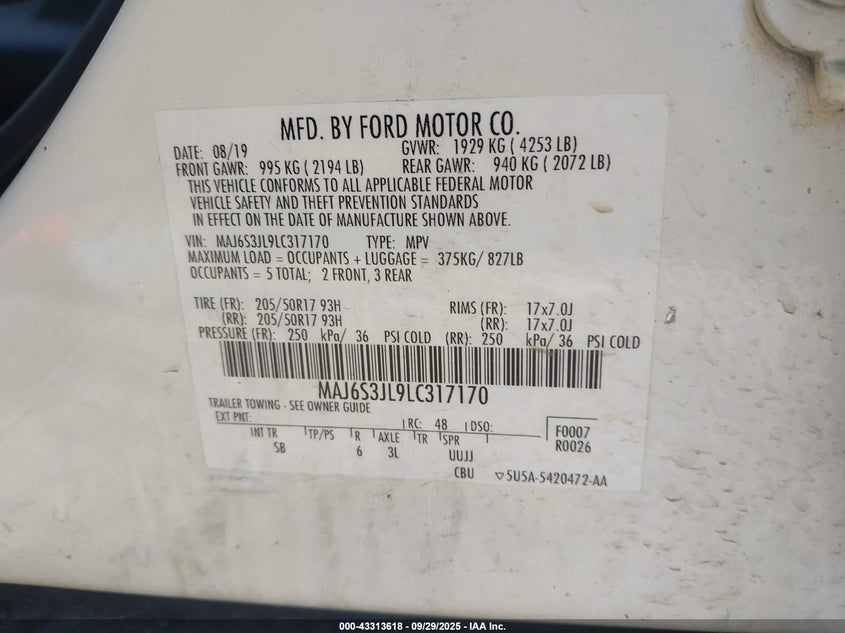 MFD. BY FORD MOTOR CO.
DATE: 08/19 GVWR: 1929 KG ( 4253 LB)
FRONT GAWR: 995 KG ( 2194 LB) REAR GAWR: 940 KG ( 2072 LB)
THIS VEHICLE CONFORMS TO ALL APPLICABLE FEDERAL MOTOR
VEHICLE SAFETY AND THEFT PREVENTION STANDARDS
IN EFFECT ON THE DATE OF MANUFACTURE SHOWN ABOVE.
VIN: MAJ6S3JL9LC317170 TYPE: MPV
MAXIMUM LOAD = OCCUPANTS + LUGGAGE = 375KG/ 827LB
OCCUPANTS = 5 TOTAL; 2 FRONT, 3 REAR
TIRE (FR): 205/50R17 93H RIMS (FR): 17x7.0J
(RR): 205/50R17 93H (RR): 17x7.0J
PRESSURE (FR): 250 kPa/ 36 PSI COLD (RR): 250 kPa/ 36 PSI COLD
MAJ6S3JL9LC317170
TRAILER TOWING - SEE OWNER GUIDE
EXT PNT: RC: 48 DSO:
INT TR TP/PS R AXLE TR SPR
SB 6 3L UUJJ
F0007
R0026
CBU ▽5U5A-5420472-AA
000-43313618 - 09/29/2025 - IAA Inc.